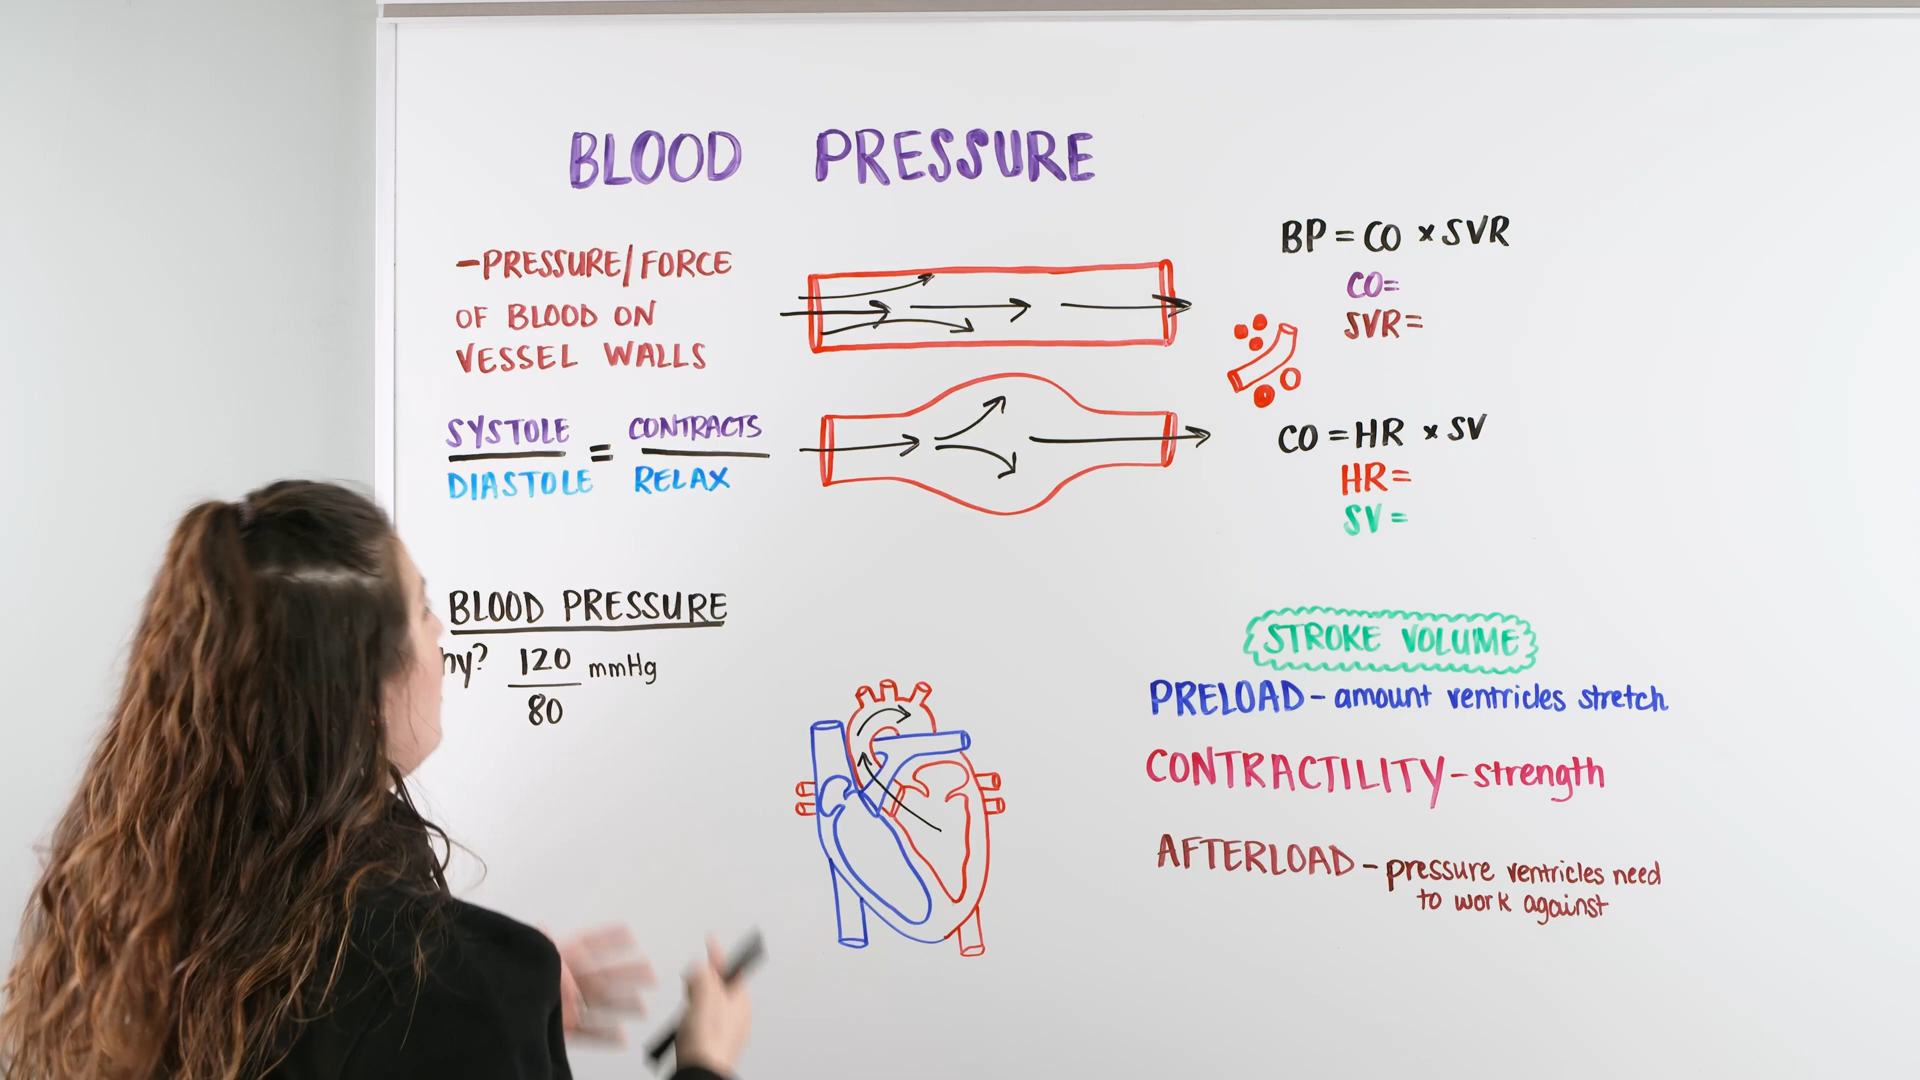 BLOOD PRESSURE
-PRESSURE/FORCE
OF BLOOD ON
VESSEL WALLS
SYSTOLE = CONTRACTS
DIASTOLE RELAX
BLOOD PRESSURE
120 mmHg
80
BP = CO × SVR
CO=
SVR=
CO = HR × SV
HR=
SV=
STROKE VOLUME
PRELOAD - amount ventricles stretch
CONTRACTILITY - strength
AFTERLOAD - pressure ventricles need
to work against